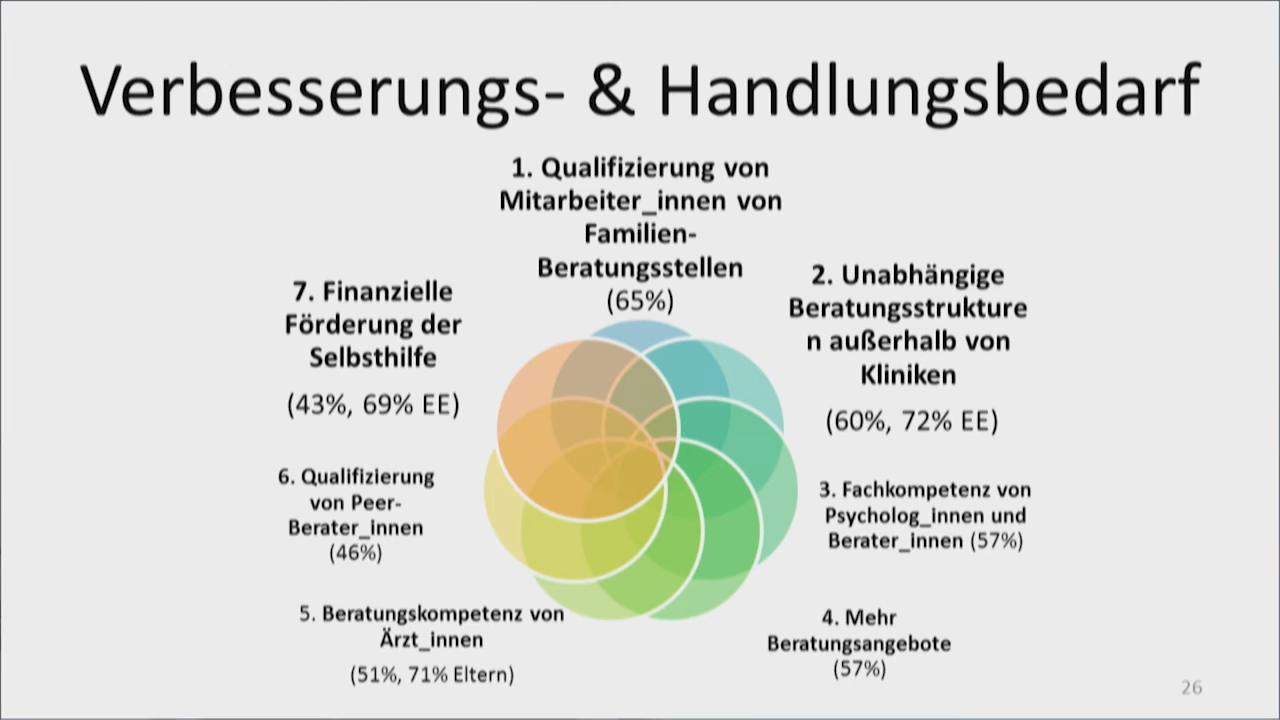 Verbesserungs- & Handlungsbedarf
1. Qualifizierung von
Mitarbeiter_innen von
Familien-
Beratungsstellen
(65%)
2. Unabhängige
Beratungsstrukture
n außerhalb von
Kliniken
(60%, 72% EE)
3. Fachkompetenz von
Psycholog_innen und
Berater_innen (57%)
4. Mehr
Beratungsangebote
(57%)
5. Beratungskompetenz von
Ärzt_innen
(51%, 71% Eltern)
6. Qualifizierung
von Peer-
Berater_innen
(46%)
7. Finanzielle
Förderung der
Selbsthilfe
(43%, 69% EE)
26